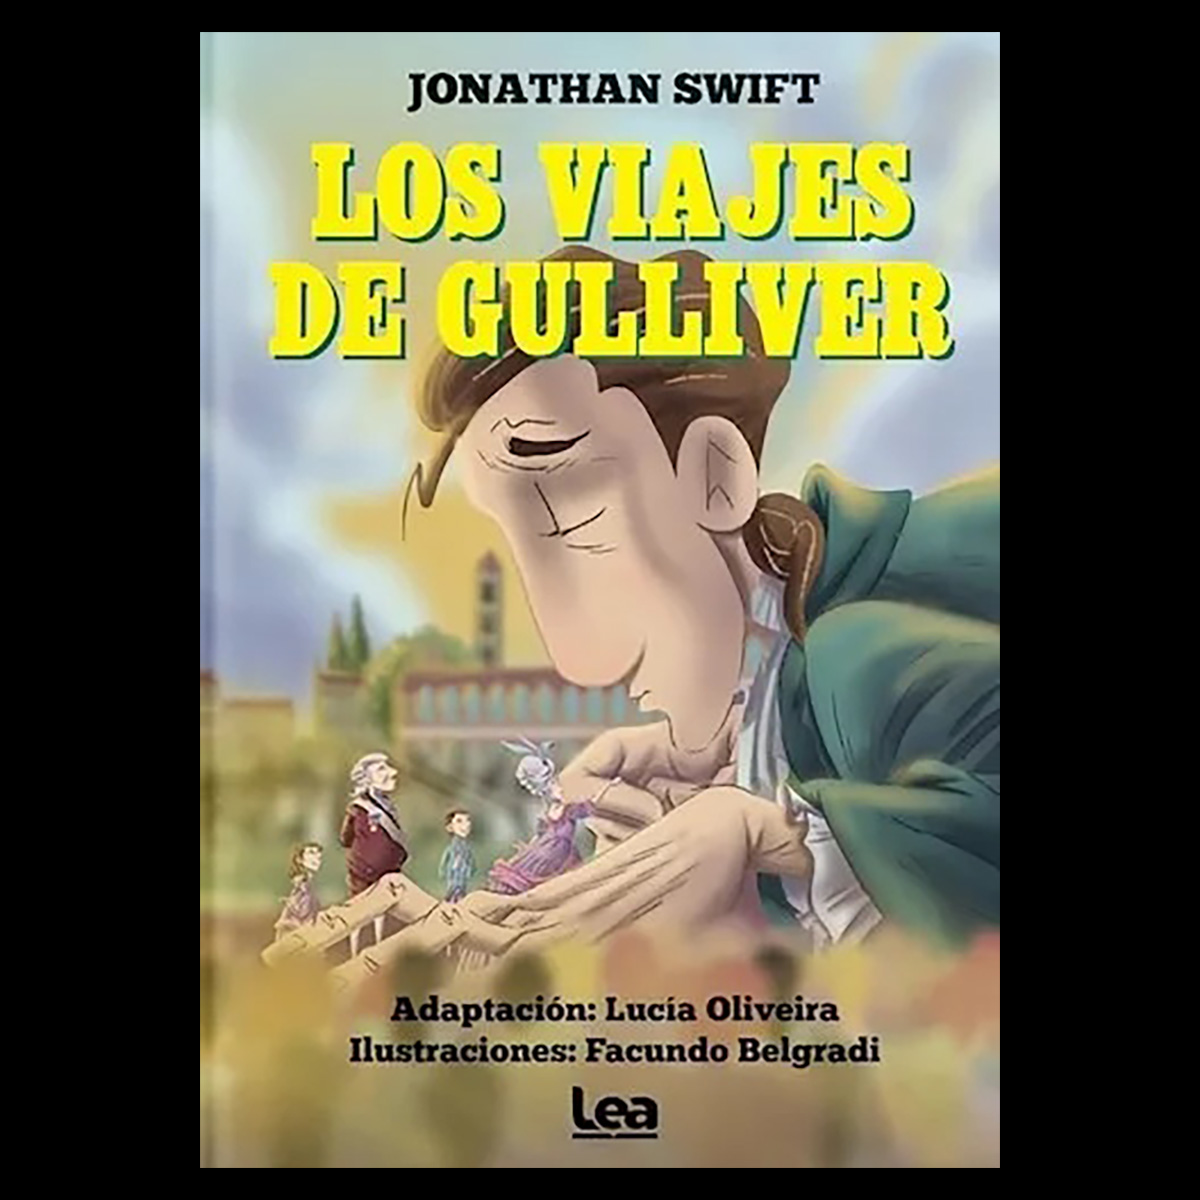 JONATHAN SWIFT
LOS VIAJES
DE GULLIVER
Adaptación: Lucía Oliveira
Ilustraciones: Facundo Belgradi
Lea